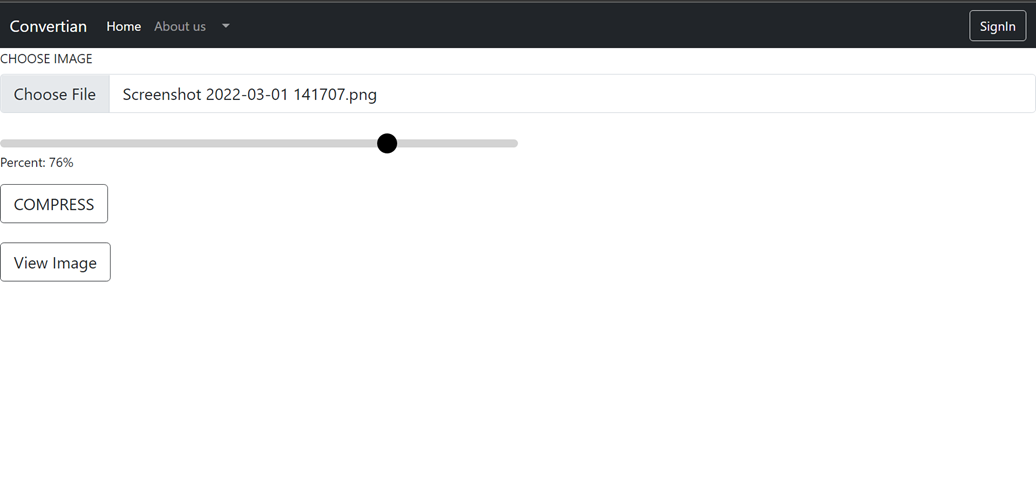 Convertian Home About us SignIn
CHOOSE IMAGE
Choose File Screenshot 2022-03-01 141707.png
Percent: 76%
COMPRESS
View Image